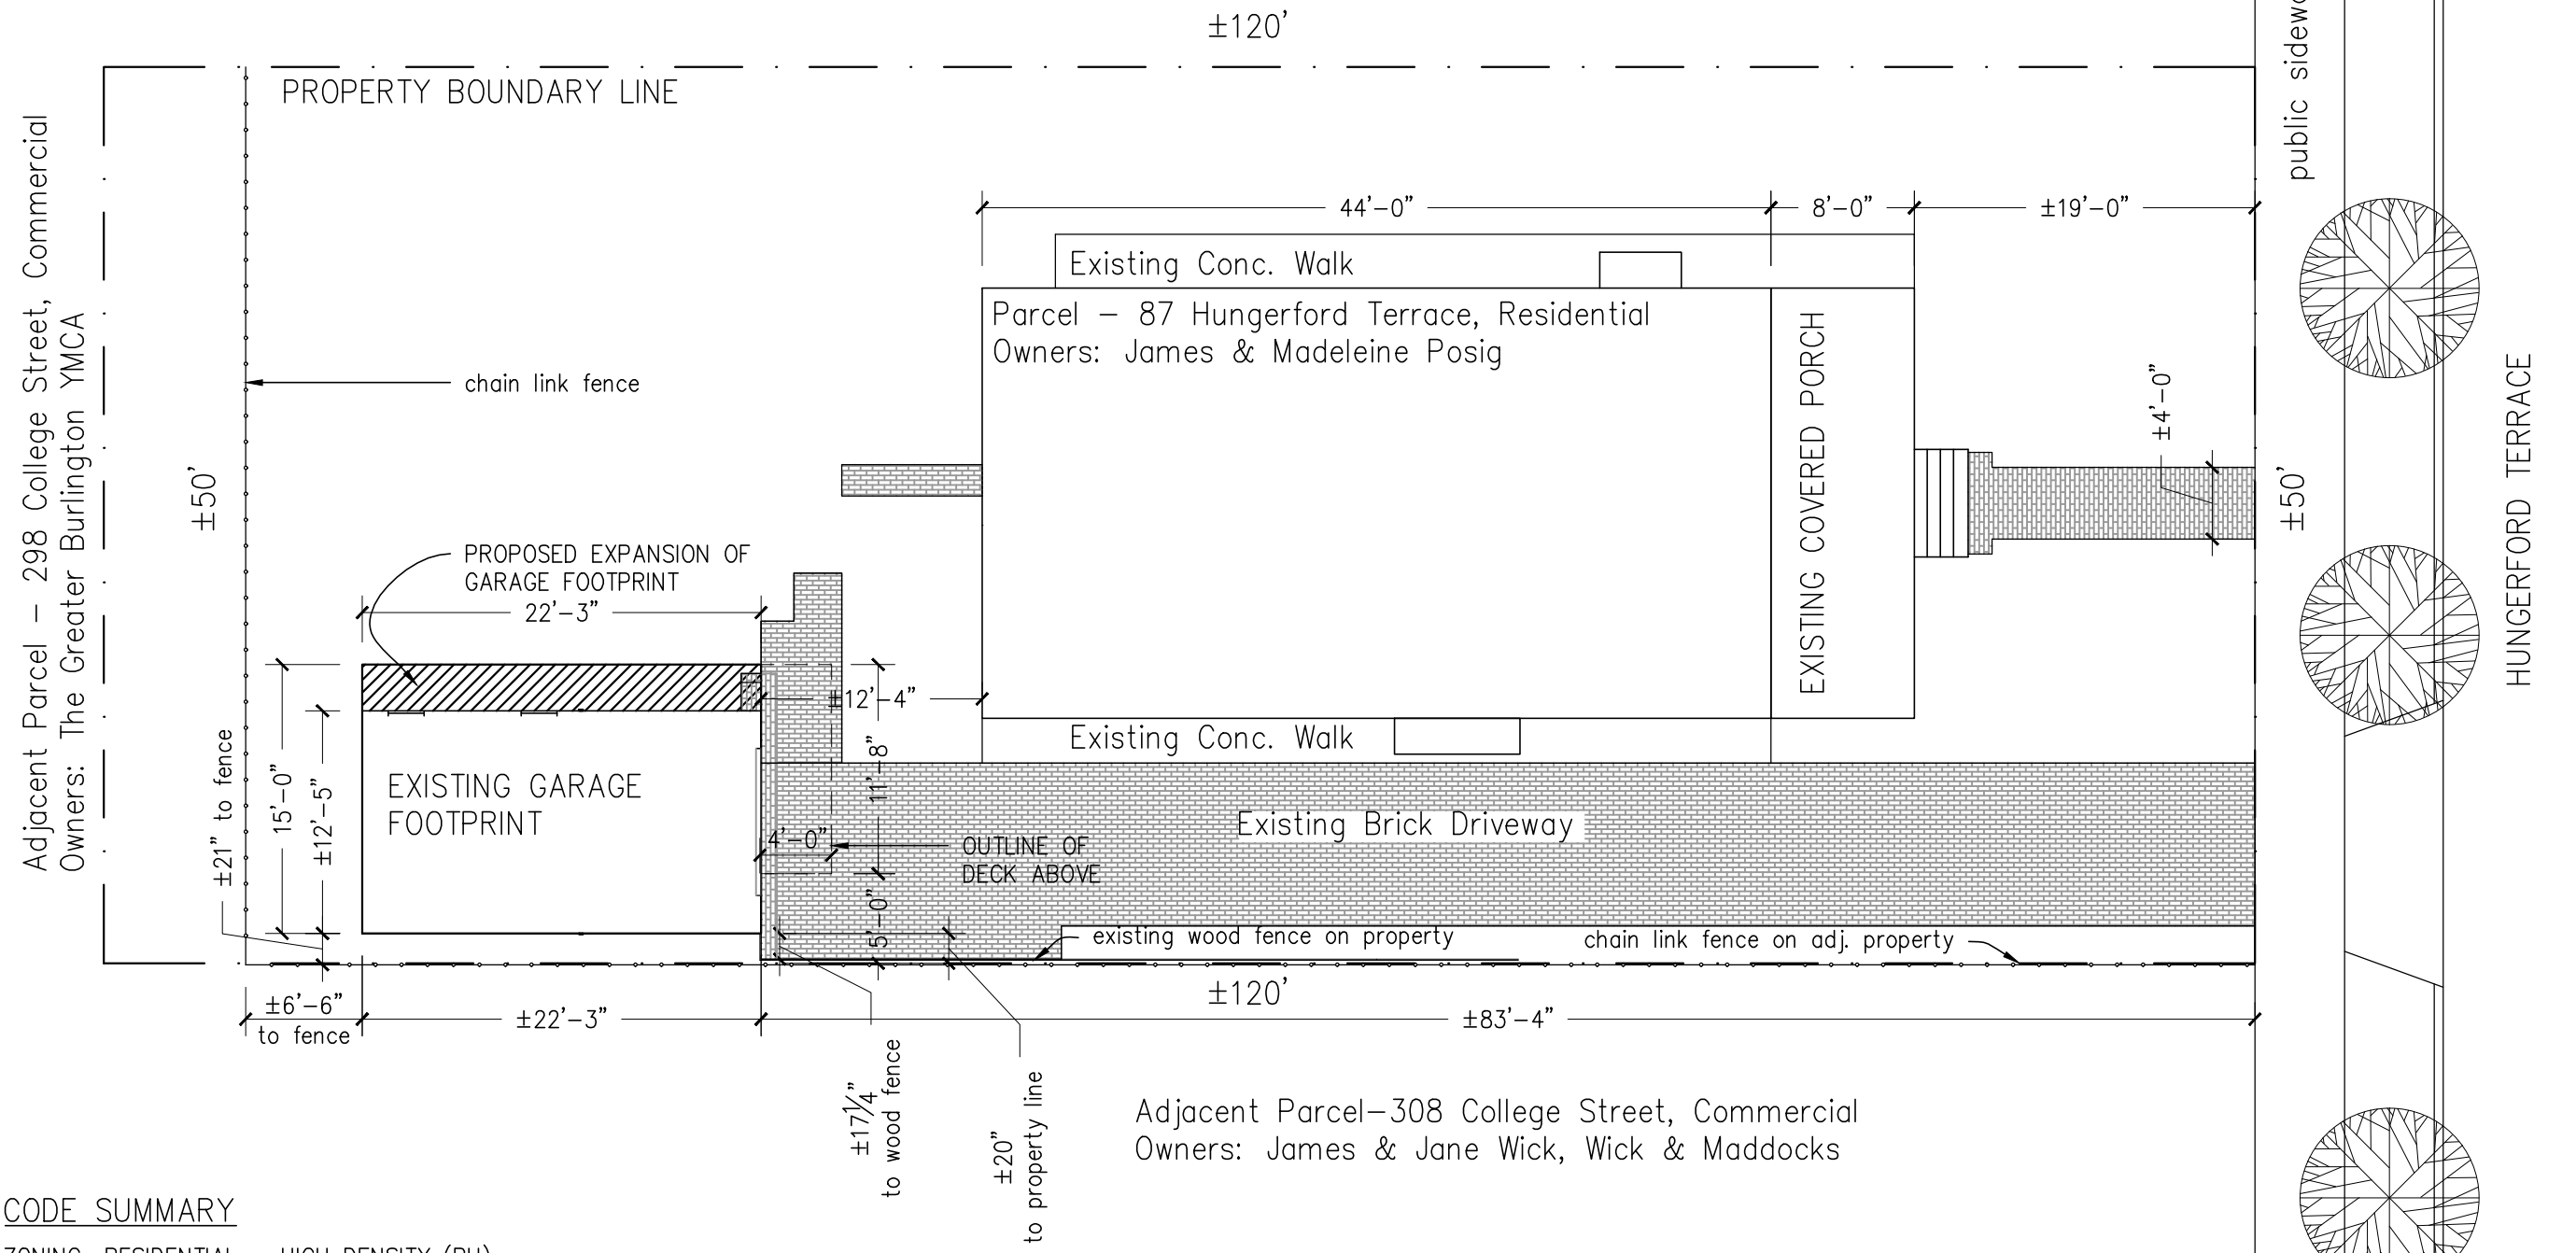 ±120'
PROPERTY BOUNDARY LINE
public
Adjacent Parcel - 298 College Street, Commercial
Owners: The Greater Burlington YMCA
44'-0"
8'-0"
±19'-0"
Existing Conc. Walk
Parcel - 87 Hungerford Terrace, Residential
Owners: James & Madeleine Posig
chain link fence
EXISTING COVERED PORCH
±4'-0"
±50'
±50'
HUNGERFORD TERRACE
PROPOSED EXPANSION OF
GARAGE FOOTPRINT
22'-3"
±12'-4"
Existing Conc. Walk
±21" to fence
15'-0"
±12'-5"
EXISTING GARAGE
FOOTPRINT
11'-8"
4'-0"
OUTLINE OF
DECK ABOVE
Existing Brick Driveway
5'-0"
existing wood fence on property
chain link fence on adj. property
±6'-6"
to fence
±22'-3"
±120'
±83'-4"
±17¼"
to wood fence
±20"
to property line
Adjacent Parcel-308 College Street, Commercial
Owners: James & Jane Wick, Wick & Maddocks
CODE SUMMARY